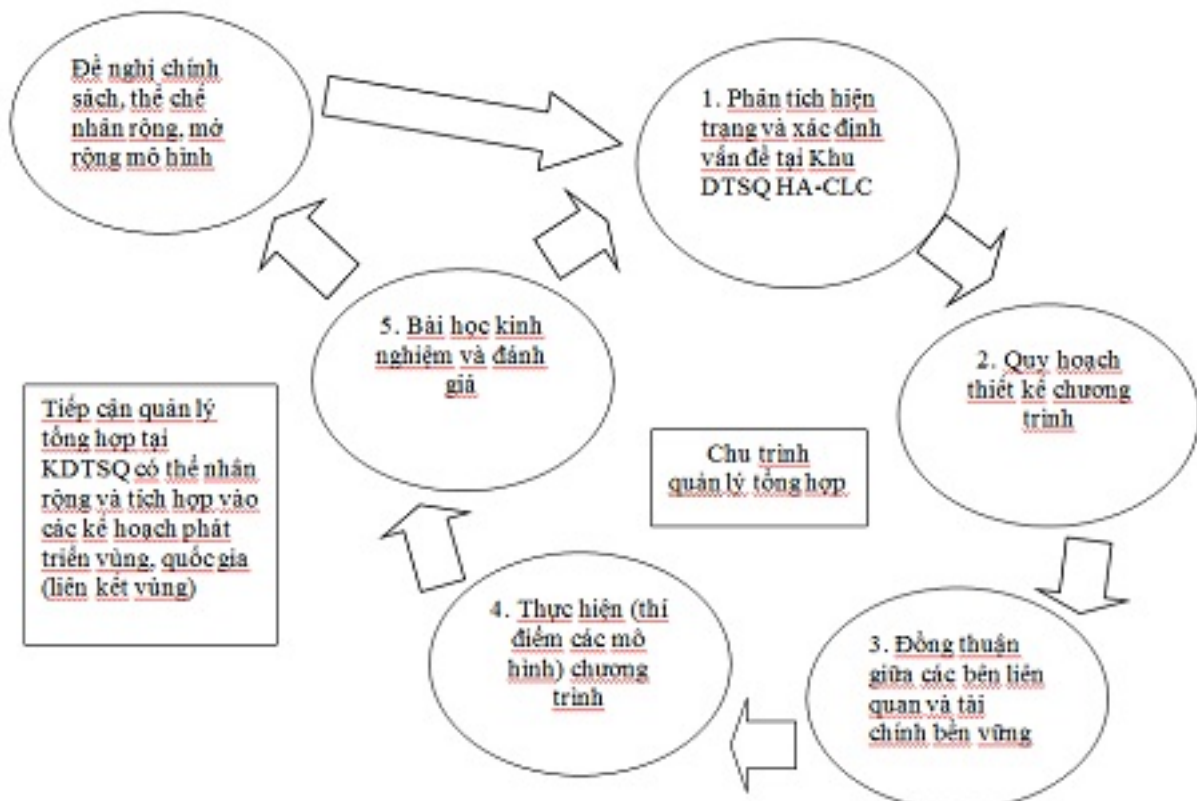 Đề nghị chính
sách, thể chế
nhân rộng, mở
rộng mô hình
1. Phân tích hiện
trạng và xác định
vấn đề tại Khu
DTSQ HA-CLC
2. Quy hoạch
thiết kế chương
trình
3. Đồng thuận
giữa các bên liên
quan và tài
chính bền vững
4. Thực hiện (thí
điểm các mô
hình) chương
trình
5. Bài học kinh
nghiệm và đánh
giá
Chu trình
quản lý tổng hợp
Tiếp cận quản lý
tổng hợp tại
KDTSQ có thể nhân
rộng và tích hợp vào
các kế hoạch phát
triển vùng, quốc gia
(liên kết vùng)